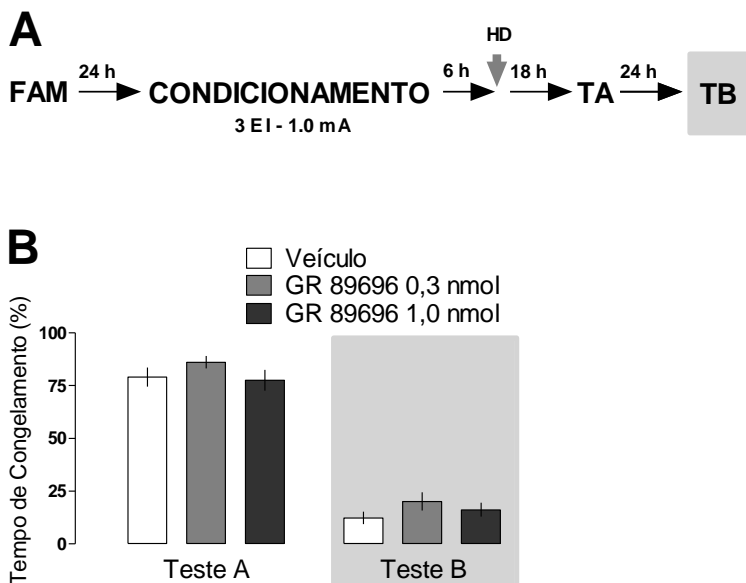 A
HD
FAM 24 h CONDICIONAMENTO 6 h 18 h TA 24 h TB
3 EI - 1.0 mA
B
Veículo
GR 89696 0,3 nmol
GR 89696 1,0 nmol
Tempo de Congelamento (%)
100
75
50
25
0
Teste A
Teste B